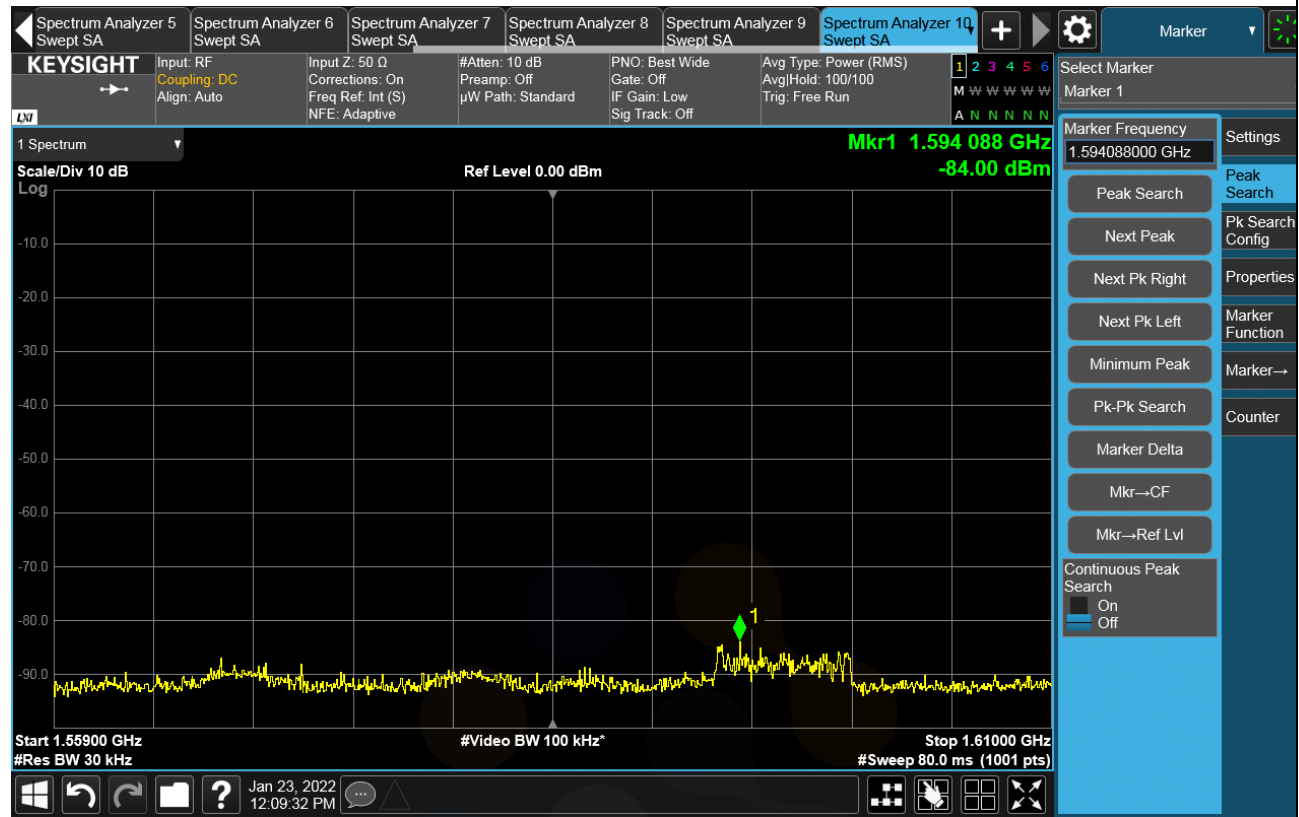 Spectrum Analyzer 5
Swept SA
Spectrum Analyzer 6
Swept SA
Spectrum Analyzer 7
Swept SA
Spectrum Analyzer 8
Swept SA
Spectrum Analyzer 9
Swept SA
Spectrum Analyzer 10
Swept SA
+
Marker
KEYSIGHT
LXI
Input: RF
Coupling: DC
Align: Auto
Input Z: 50 Ω
Corrections: On
Freq Ref: Int (S)
NFE: Adaptive
#Atten: 10 dB
Preamp: Off
µW Path: Standard
PNO: Best Wide
Gate: Off
IF Gain: Low
Sig Track: Off
Avg Type: Power (RMS)
Avg|Hold: 100/100
Trig: Free Run
1 2 3 4 5 6
M W W W W W
A N N N N N
Select Marker
Marker 1
1 Spectrum
Scale/Div 10 dB
Log
Ref Level 0.00 dBm
Mkr1 1.594 088 GHz
-84.00 dBm
-10.0
-20.0
-30.0
-40.0
-50.0
-60.0
-70.0
-80.0
-90.0
1
Start 1.55900 GHz
#Res BW 30 kHz
#Video BW 100 kHz*
Stop 1.61000 GHz
#Sweep 80.0 ms (1001 pts)
Marker Frequency
1.594088000 GHz
Peak Search
Next Peak
Next Pk Right
Next Pk Left
Minimum Peak
Pk-Pk Search
Marker Delta
Mkr→CF
Mkr→Ref Lvl
Continuous Peak
Search
On
Off
Settings
Peak
Search
Pk Search
Config
Properties
Marker
Function
Marker→
Counter
?
Jan 23, 2022
12:09:32 PM